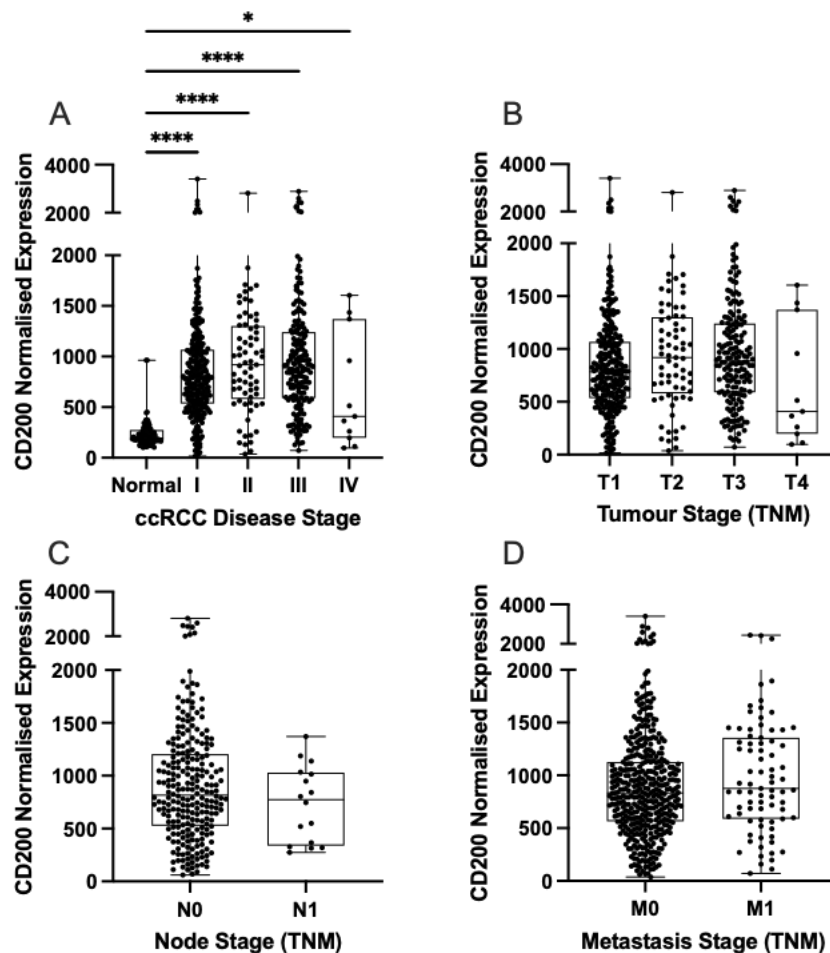 *
****
****
****
A
CD200 Normalised Expression
4000
2000
2000
1500
1000
500
0
Normal I II III IV
ccRCC Disease Stage
B
CD200 Normalised Expression
4000
2000
2000
1500
1000
500
0
T1 T2 T3 T4
Tumour Stage (TNM)
C
CD200 Normalised Expression
4000
2000
2000
1500
1000
500
0
N0 N1
Node Stage (TNM)
D
CD200 Normalised Expression
4000
2000
2000
1500
1000
500
0
M0 M1
Metastasis Stage (TNM)